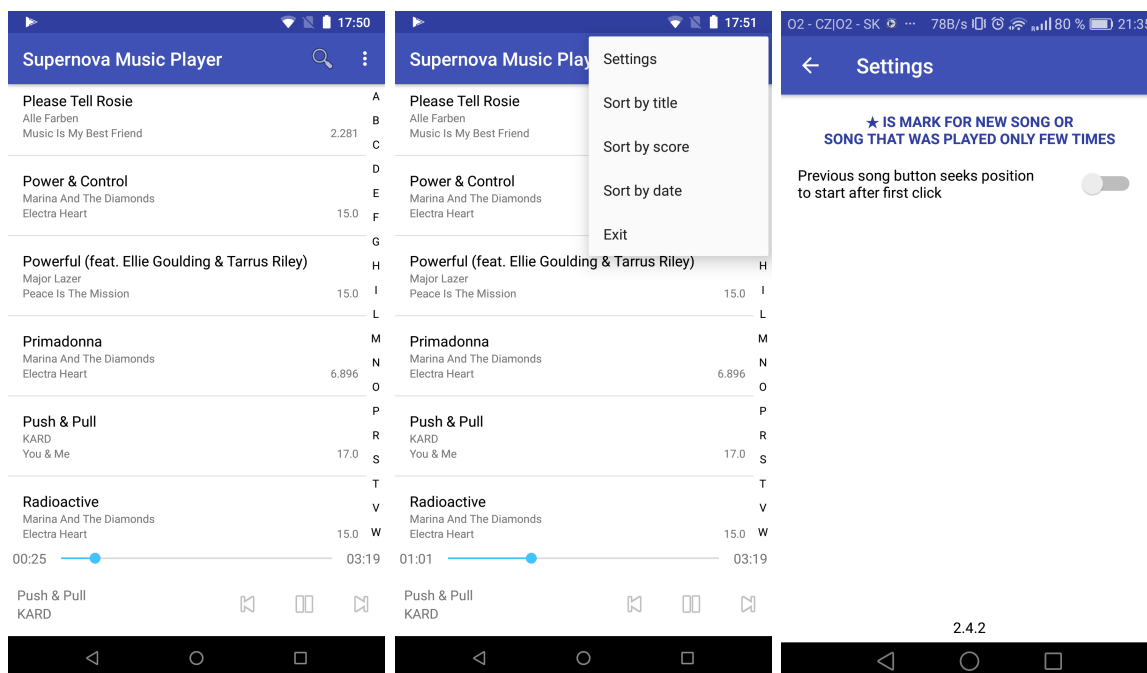 17:50
Supernova Music Player
Please Tell Rosie
Alle Farben
Music Is My Best Friend 2.281
Power & Control
Marina And The Diamonds
Electra Heart 15.0
Powerful (feat. Ellie Goulding & Tarrus Riley)
Major Lazer
Peace Is The Mission 15.0
Primadonna
Marina And The Diamonds
Electra Heart 6.896
Push & Pull
KARD
You & Me 17.0
Radioactive
Marina And The Diamonds
Electra Heart 15.0
A
B
C
D
E
F
G
H
I
L
M
N
O
P
R
S
T
V
W
00:25 03:19
Push & Pull
KARD
17:51
Supernova Music Play
Settings
Sort by title
Sort by score
Sort by date
Exit
Please Tell Rosie
Alle Farben
Music Is My Best Friend
Power & Control
Marina And The Diamonds
Electra Heart
Powerful (feat. Ellie Goulding & Tarrus Riley)
Major Lazer
Peace Is The Mission 15.0
Primadonna
Marina And The Diamonds
Electra Heart 6.896
Push & Pull
KARD
You & Me 17.0
Radioactive
Marina And The Diamonds
Electra Heart 15.0
H
I
L
M
N
O
P
R
S
T
V
W
01:01 03:19
Push & Pull
KARD
O2 - CZ|O2 - SK ··· 78B/s 80 % 21:35
Settings
★ IS MARK FOR NEW SONG OR
SONG THAT WAS PLAYED ONLY FEW TIMES
Previous song button seeks position
to start after first click
2.4.2